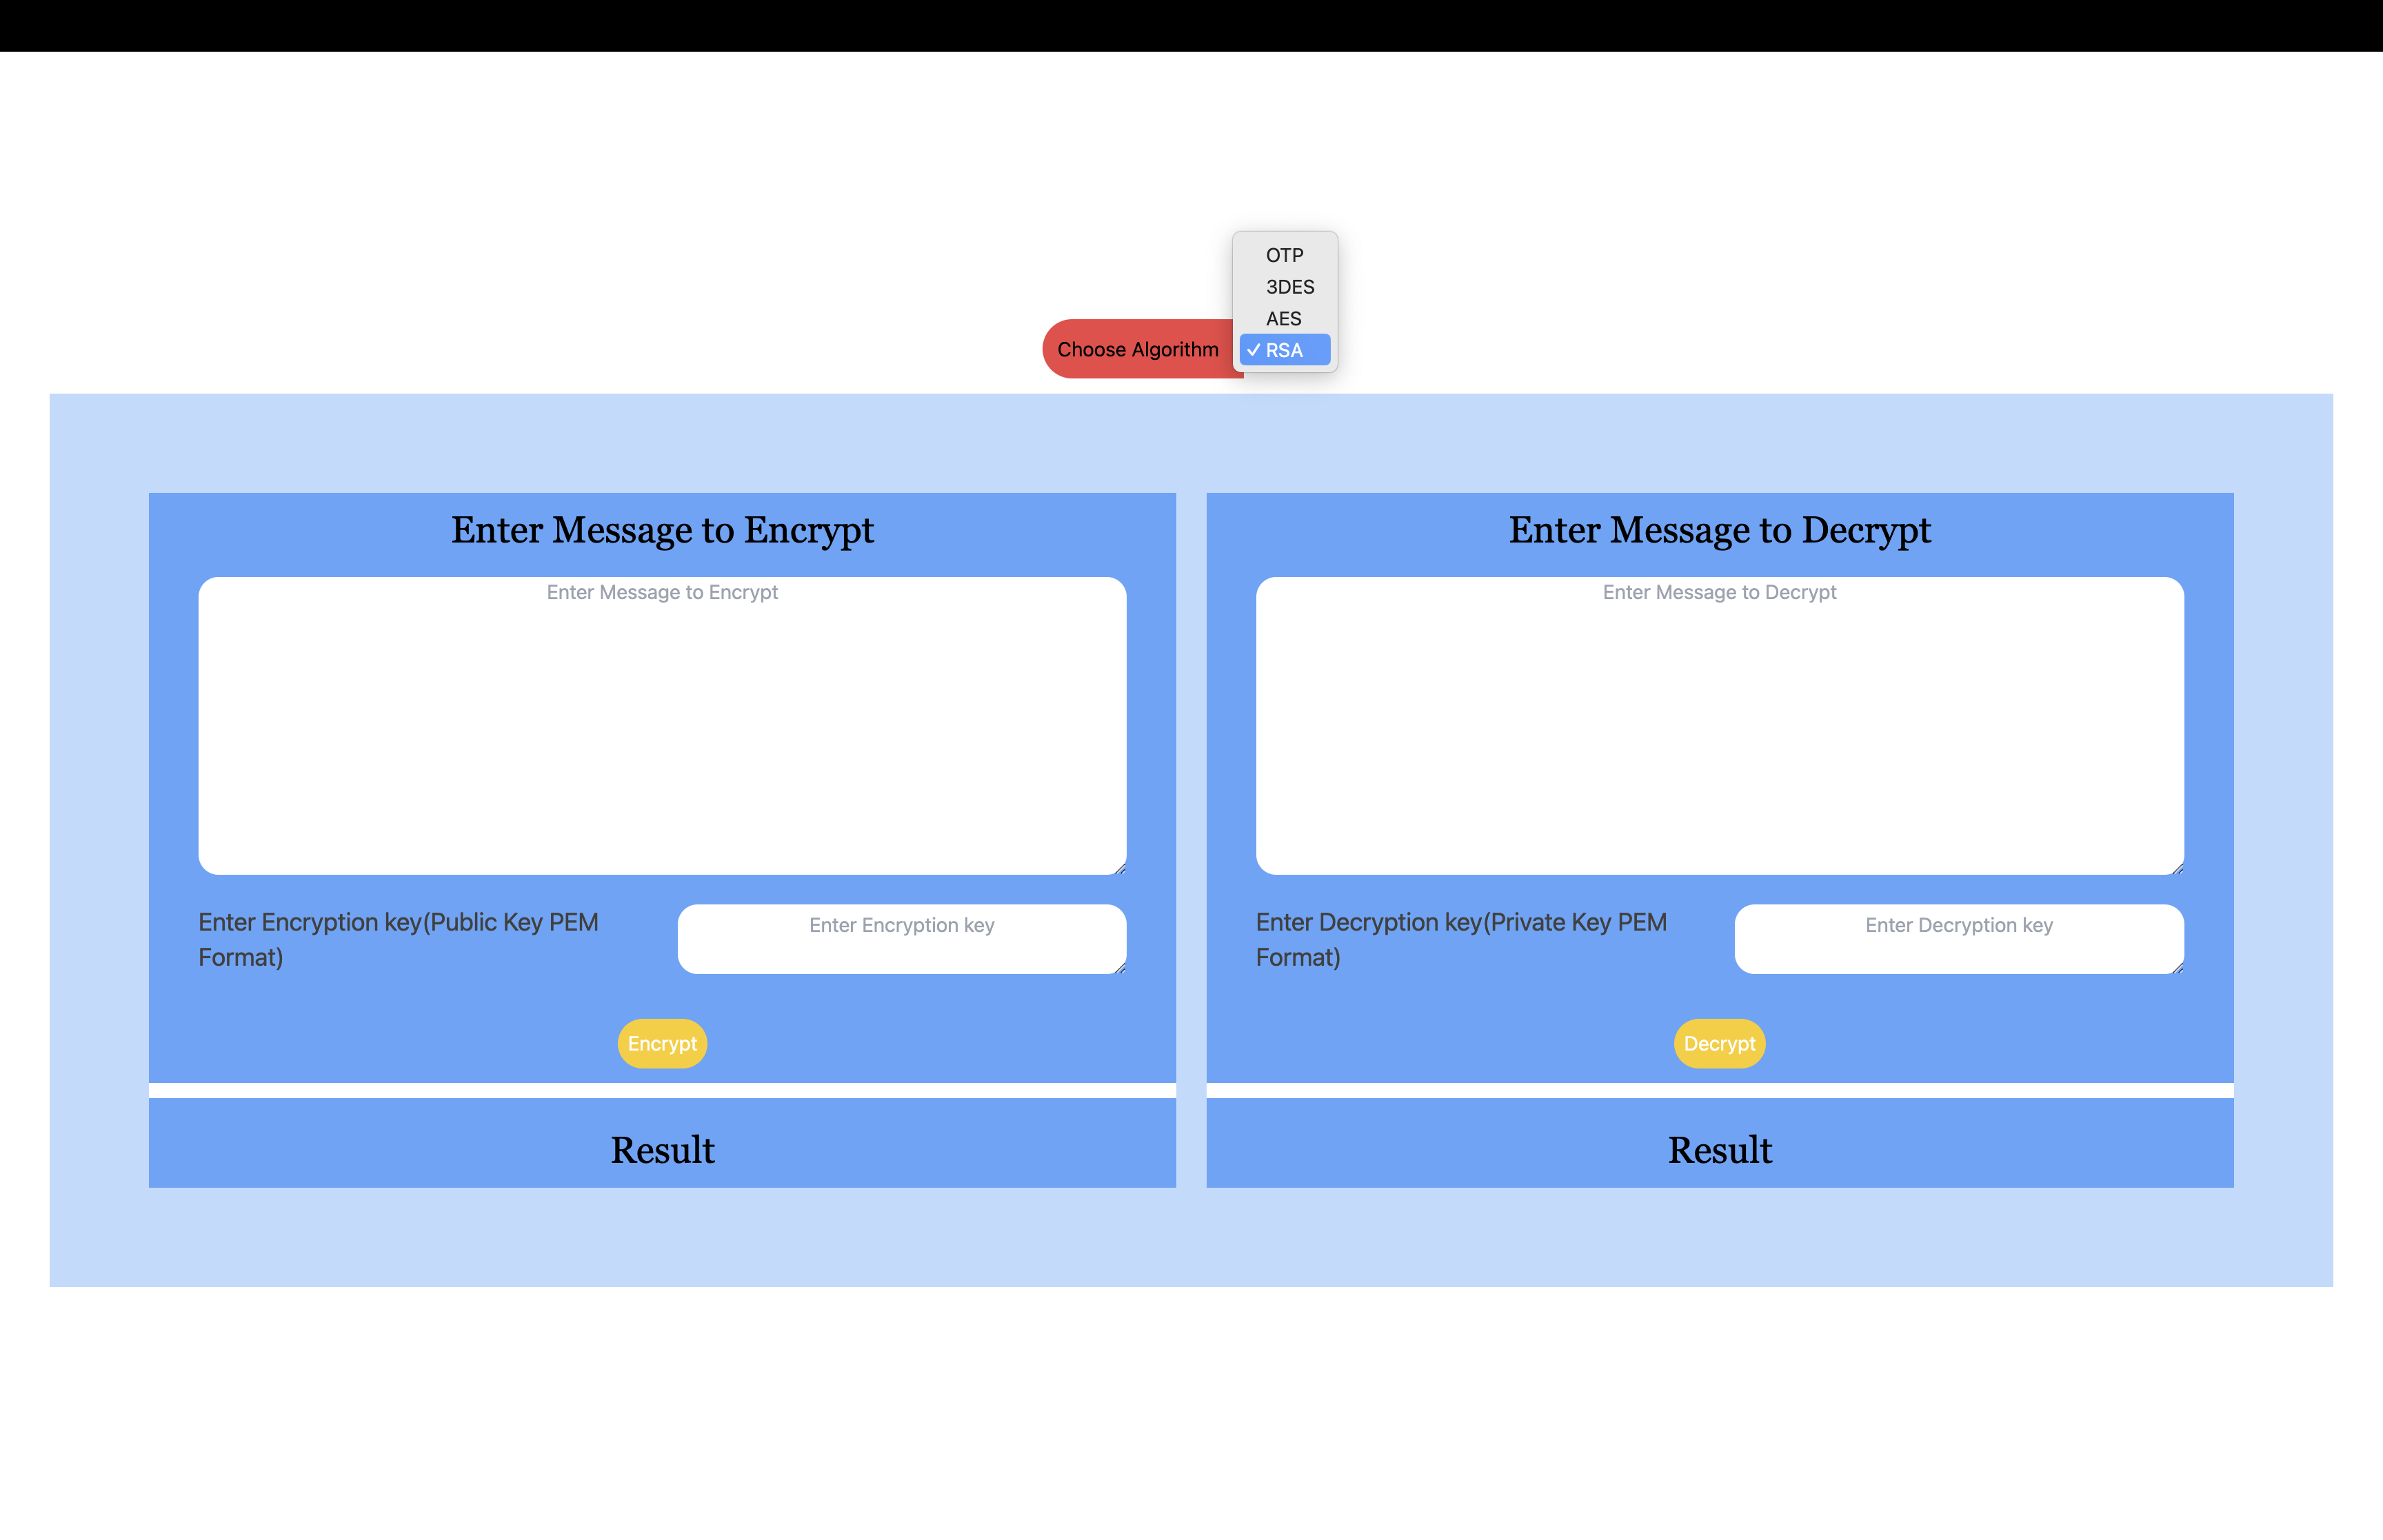 OTP
3DES
AES
✓ RSA
Choose Algorithm
Enter Message to Encrypt
Enter Message to Encrypt
Enter Encryption key(Public Key PEM
Format)
Enter Encryption key
Encrypt
Result
Enter Message to Decrypt
Enter Message to Decrypt
Enter Decryption key(Private Key PEM
Format)
Enter Decryption key
Decrypt
Result